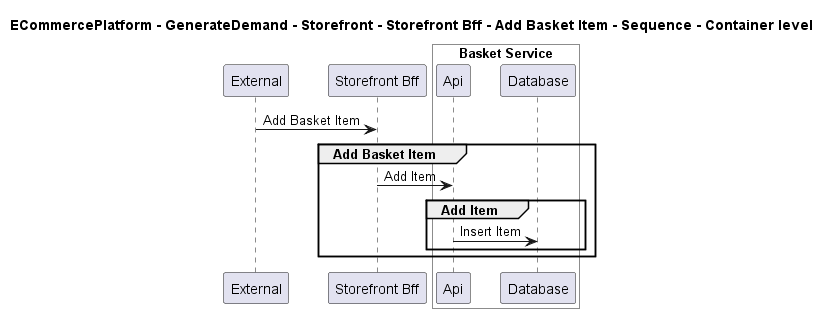 ECommercePlatform - GenerateDemand - Storefront - Storefront Bff - Add Basket Item - Sequence - Container level
Basket Service
External
Storefront Bff
Api
Database
Add Basket Item
Add Basket Item
Add Item
Add Item
Insert Item
External
Storefront Bff
Api
Database